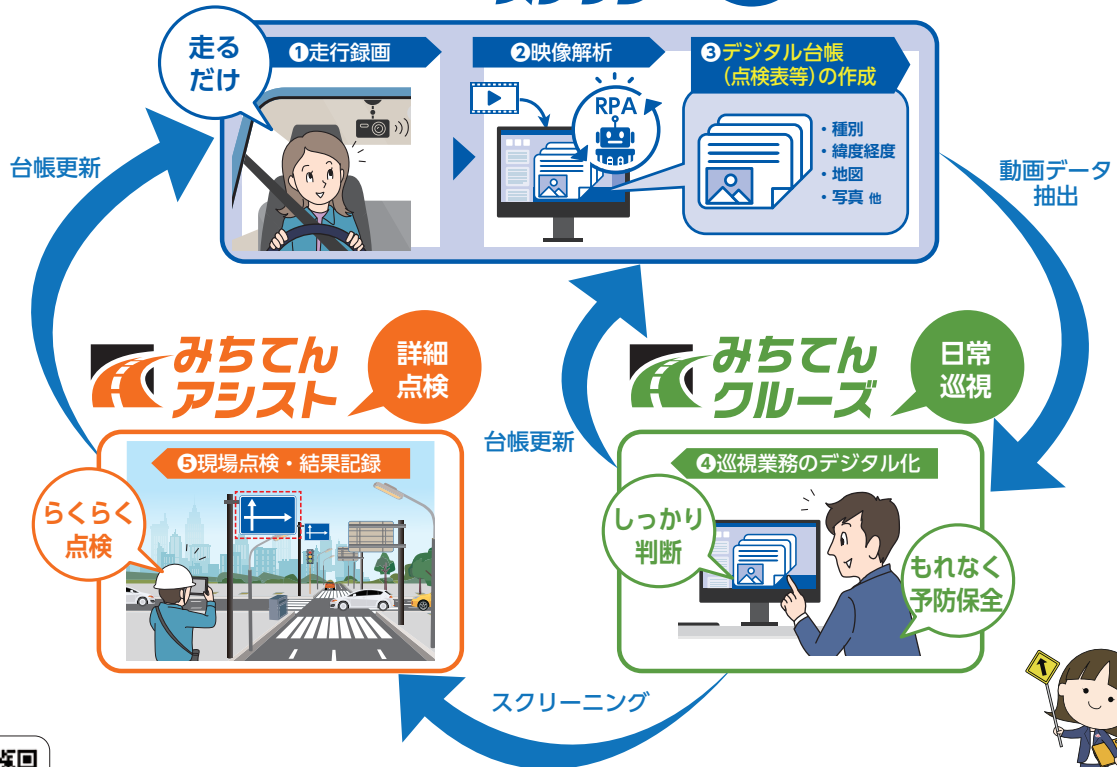 走る
だけ
❶走行録画
❷映像解析
❸デジタル台帳
(点検表等)の作成
RPA
・種別
・緯度経度
・地図
・写真 他
台帳更新
動画データ
抽出
みちてん
アシスト
詳細
点検
みちてん
クルーズ
日常
巡視
台帳更新
❺現場点検・結果記録
らくらく
点検
❹巡視業務のデジタル化
しっかり
判断
もれなく
予防保全
スクリーニング